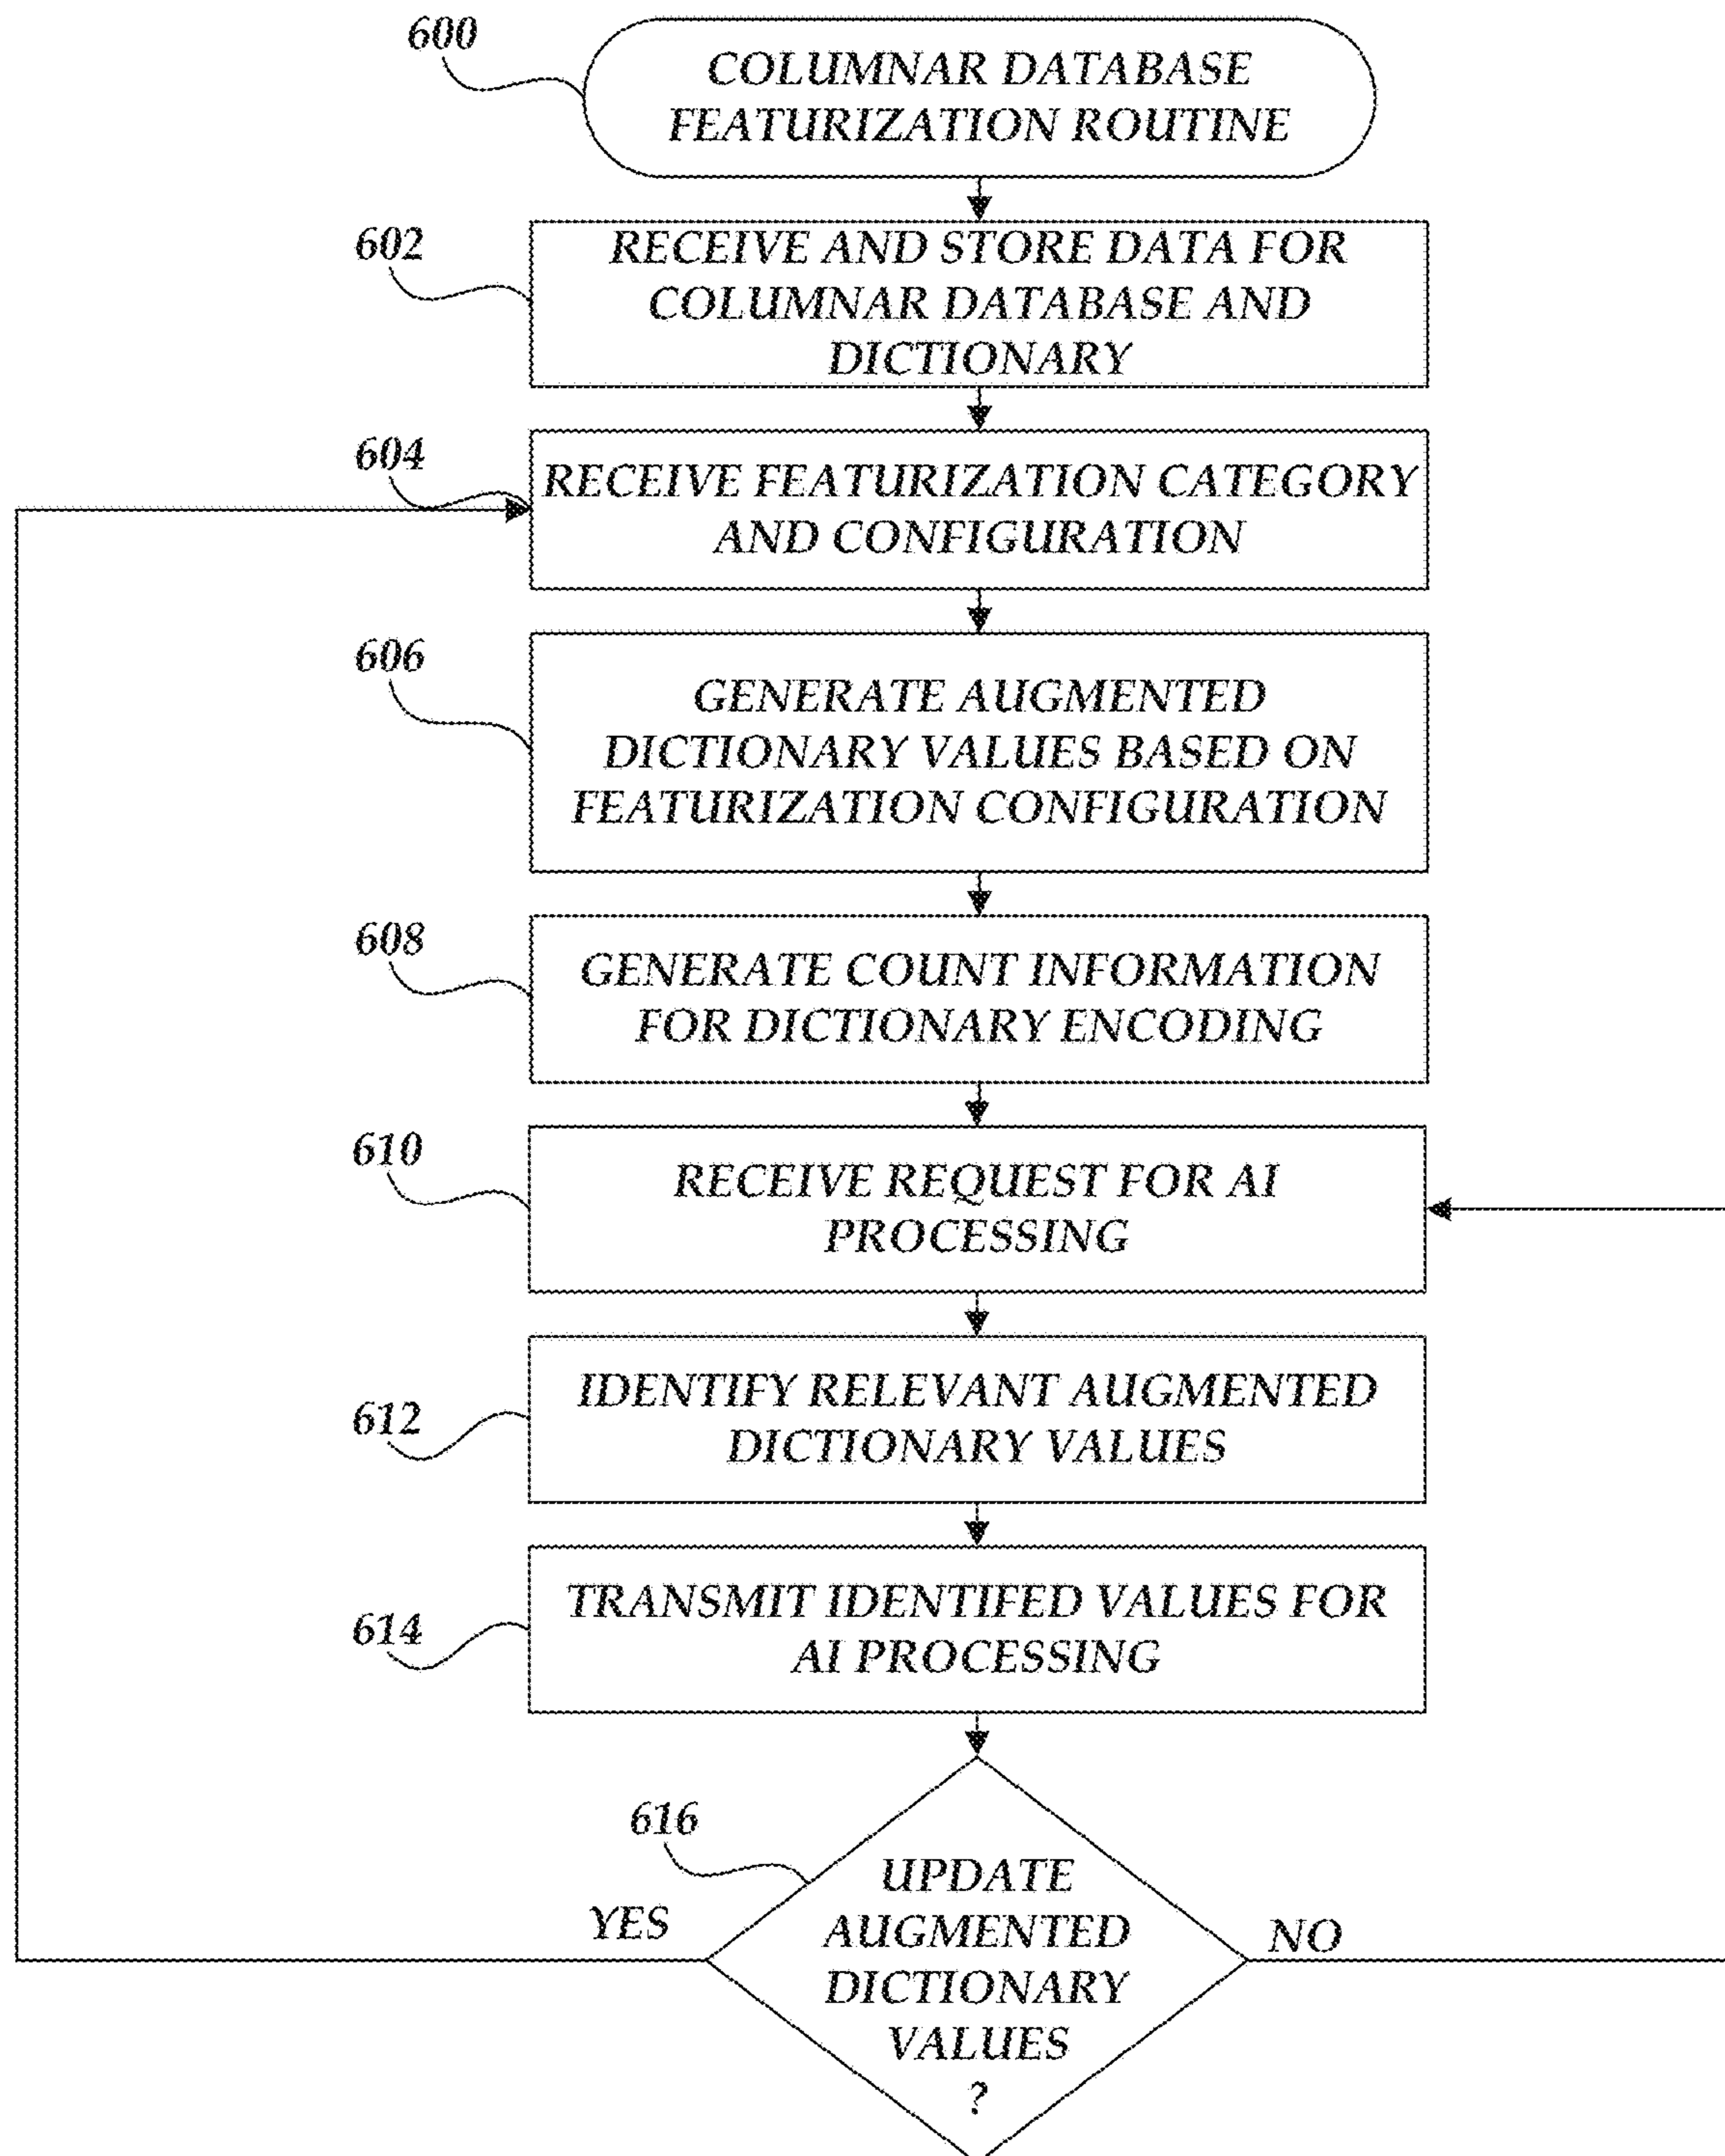 600
COLUMNAR DATABASE
FEATURIZATION ROUTINE
602
RECEIVE AND STORE DATA FOR
COLUMNAR DATABASE AND
DICTIONARY
604
RECEIVE FEATURIZATION CATEGORY
AND CONFIGURATION
606
GENERATE AUGMENTED
DICTIONARY VALUES BASED ON
FEATURIZATION CONFIGURATION
608
GENERATE COUNT INFORMATION
FOR DICTIONARY ENCODING
610
RECEIVE REQUEST FOR AI
PROCESSING
612
IDENTIFY RELEVANT AUGMENTED
DICTIONARY VALUES
614
TRANSMIT IDENTIFED VALUES FOR
AI PROCESSING
616
UPDATE
AUGMENTED
DICTIONARY
VALUES
?
YES
NO